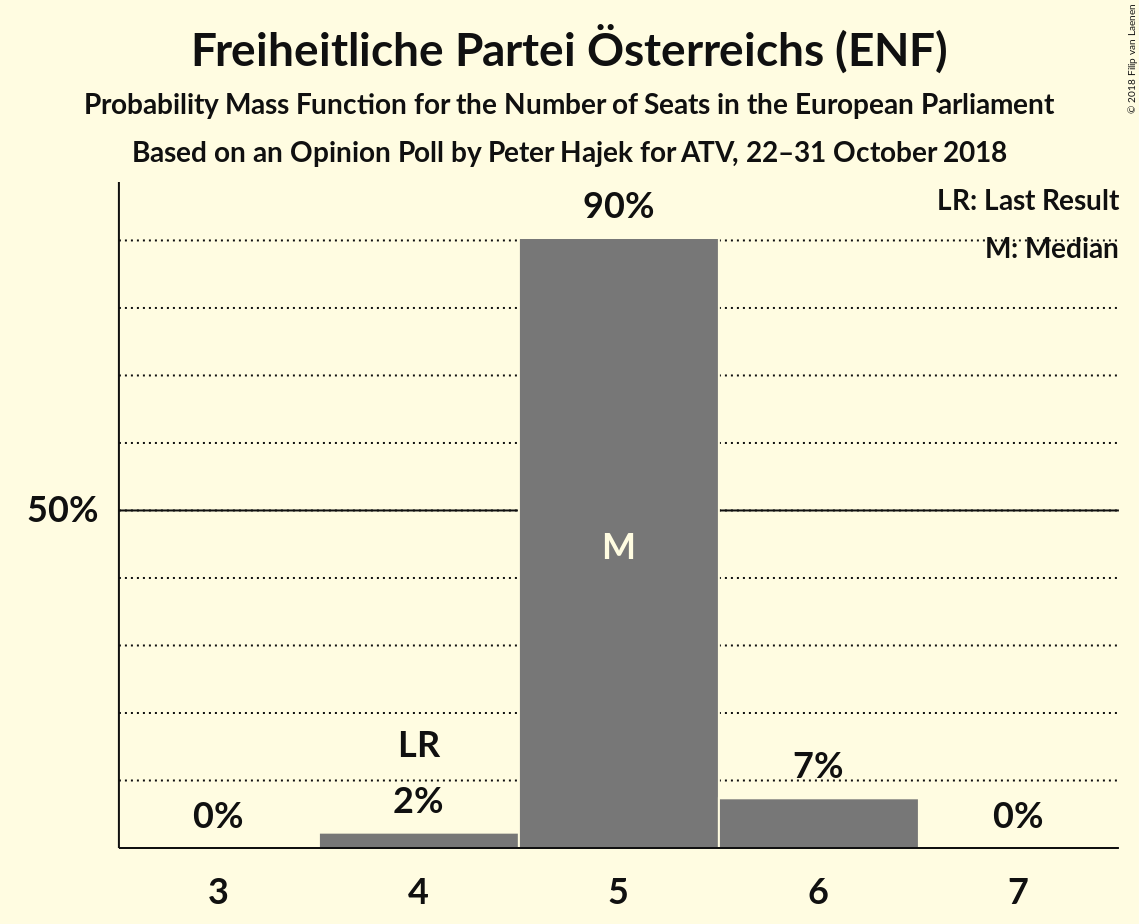 Freiheitliche Partei Österreichs (ENF)
Probability Mass Function for the Number of Seats in the European Parliament
Based on an Opinion Poll by Peter Hajek for ATV, 22–31 October 2018
© 2018 Filip van Laenen
LR: Last Result
M: Median
90%
50%
M
LR
7%
2%
0%
0%
3 4 5 6 7